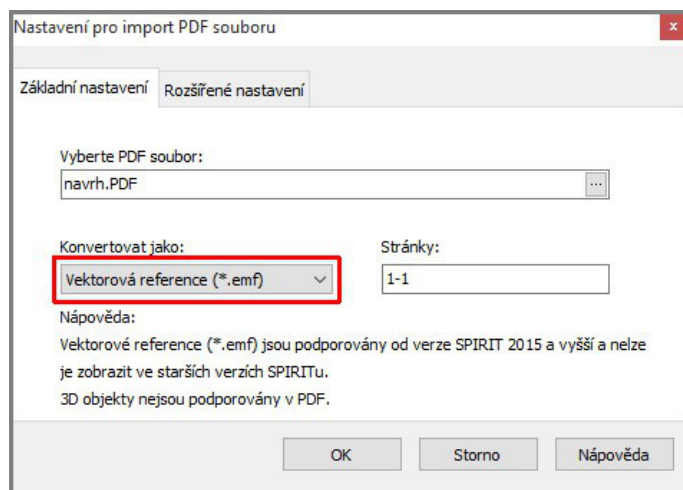 Nastavení pro import PDF souboru
x
Základní nastavení Rozšířené nastavení
Vyberte PDF soubor:
navrh.PDF ...
Konvertovat jako: Stránky:
Vektorová reference (*.emf) 1-1
Nápověda:
Vektorové reference (*.emf) jsou podporovány od verze SPIRIT 2015 a vyšší a nelze
je zobrazit ve starších verzích SPIRITu.
3D objekty nejsou podporovány v PDF.
OK Storno Nápověda